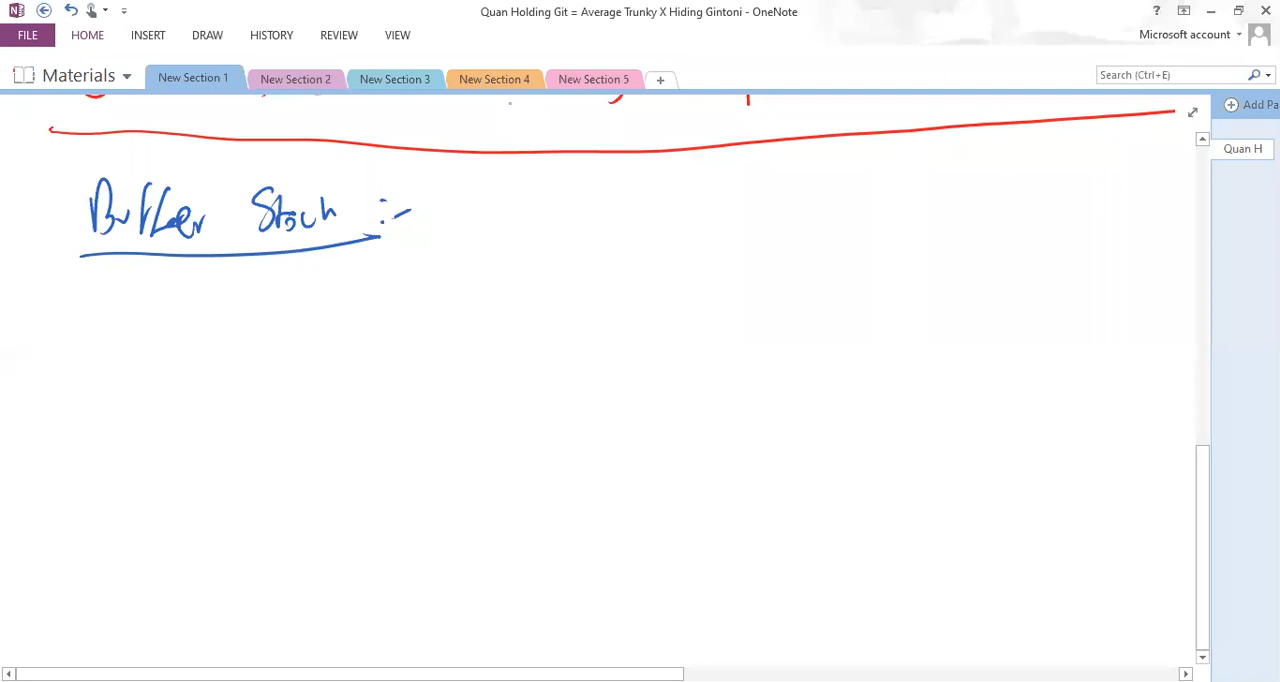 Quan Holding Git = Average Trunky X Hiding Gintoni - OneNote
?
FILE HOME INSERT DRAW HISTORY REVIEW VIEW
Microsoft account
Materials New Section 1 New Section 2 New Section 3 New Section 4 New Section 5 +
Search (Ctrl+E)
Add Pa
Quan H
Buffer Stock :-